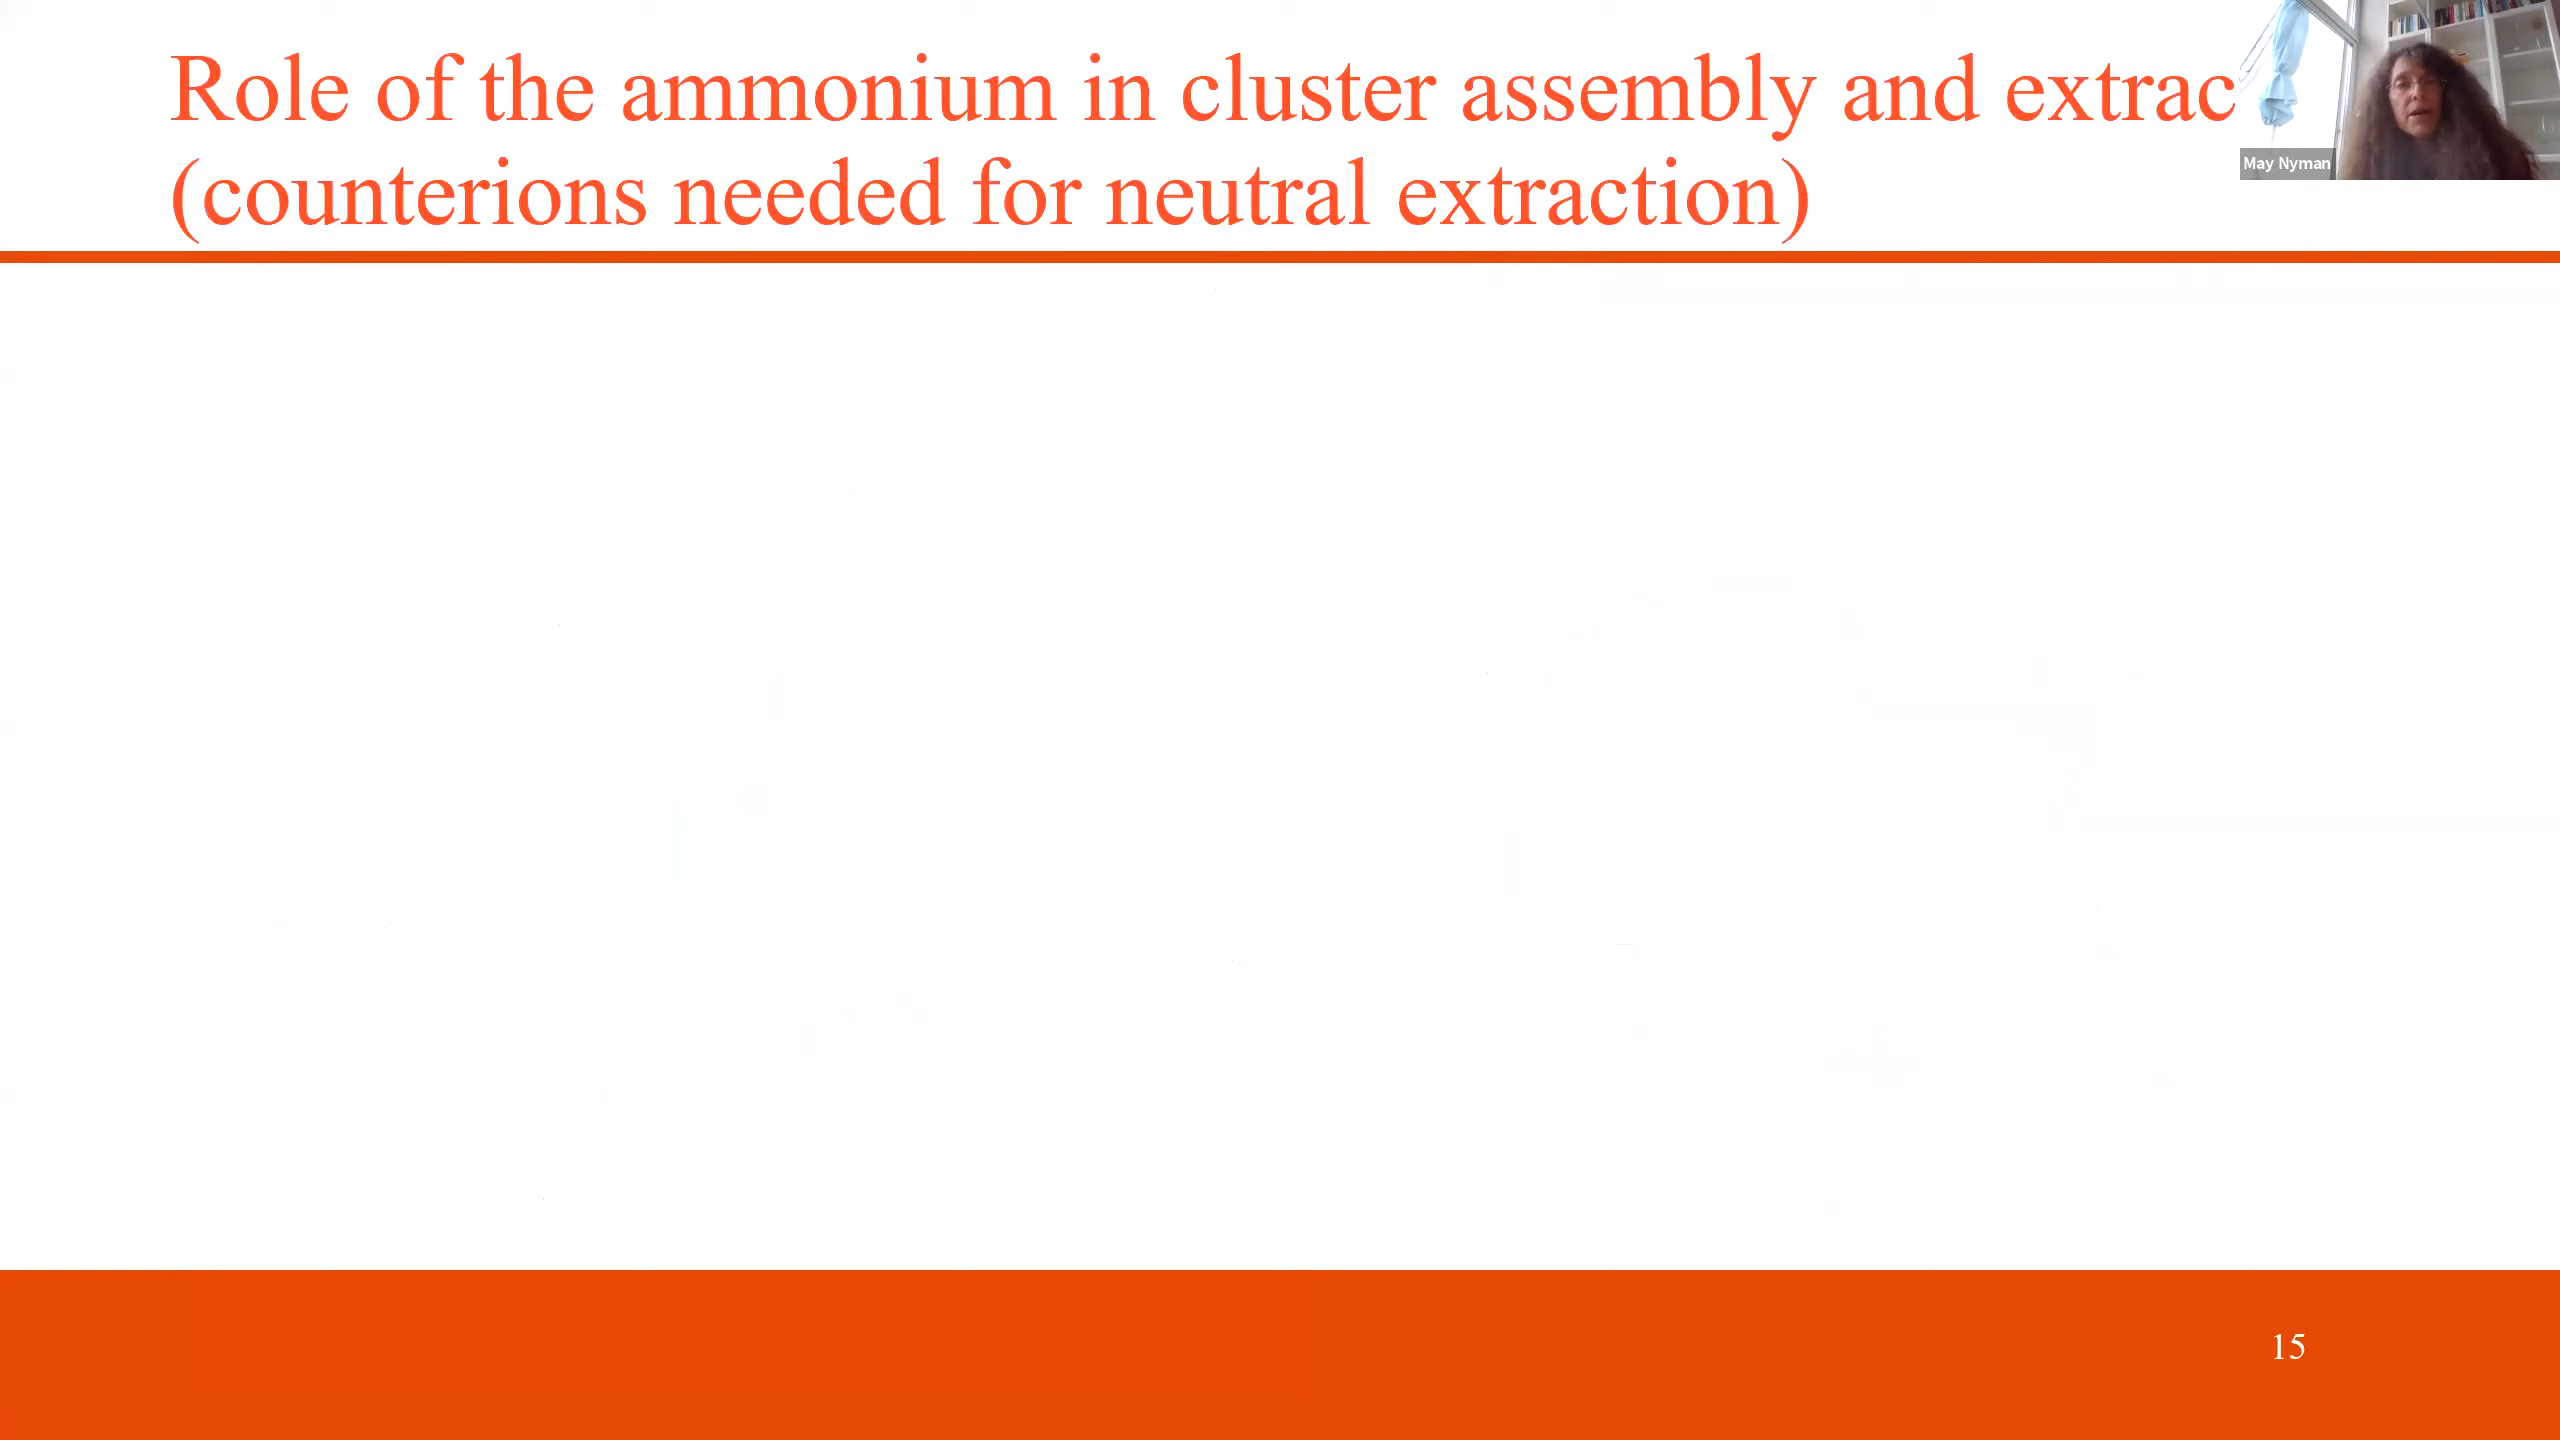 Role of the ammonium in cluster assembly and extrac
(counterions needed for neutral extraction)
May Nyman
15